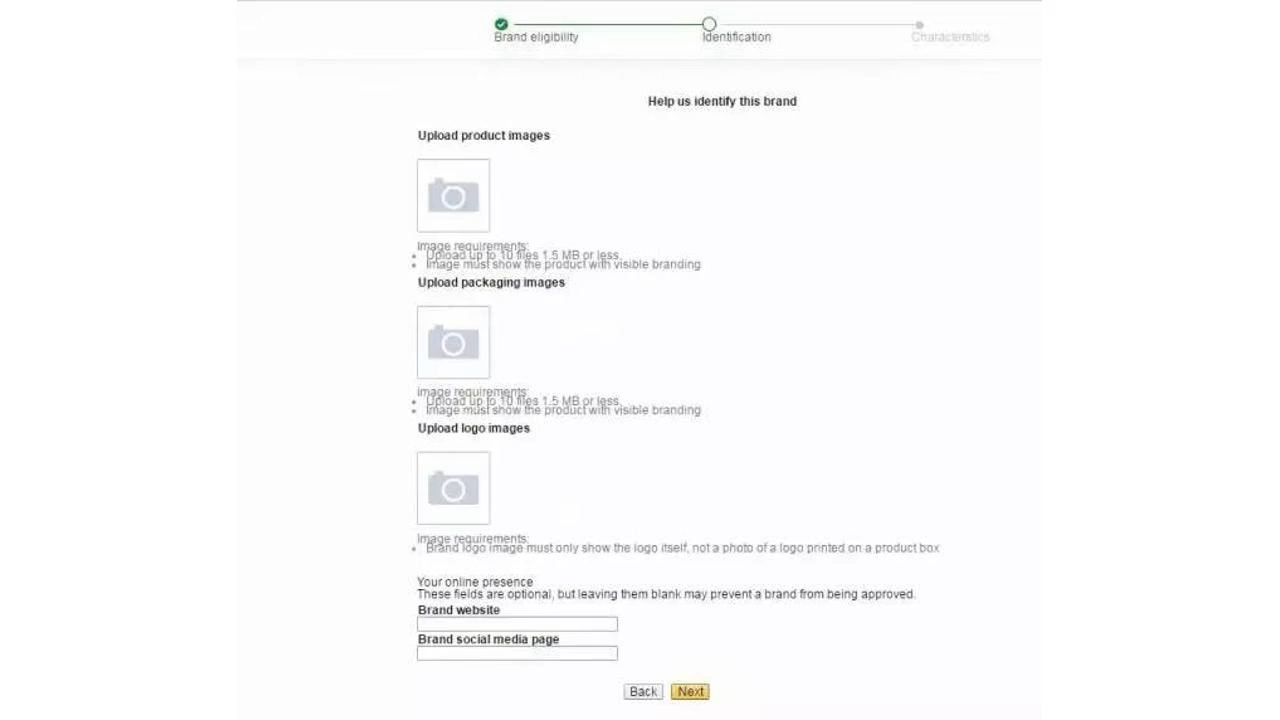 Brand eligibility
Identification
Characteristics
Help us identify this brand
Upload product images
Image requirements:
Upload up to 10 files 1.5 MB or less.
Image must show the product with visible branding
Upload packaging images
Image requirements:
Upload up to 10 files 1.5 MB or less.
Image must show the product with visible branding
Upload logo images
Image requirements:
Brand logo image must only show the logo itself, not a photo of a logo printed on a product box
Your online presence
These fields are optional, but leaving them blank may prevent a brand from being approved.
Brand website
Brand social media page
Back
Next